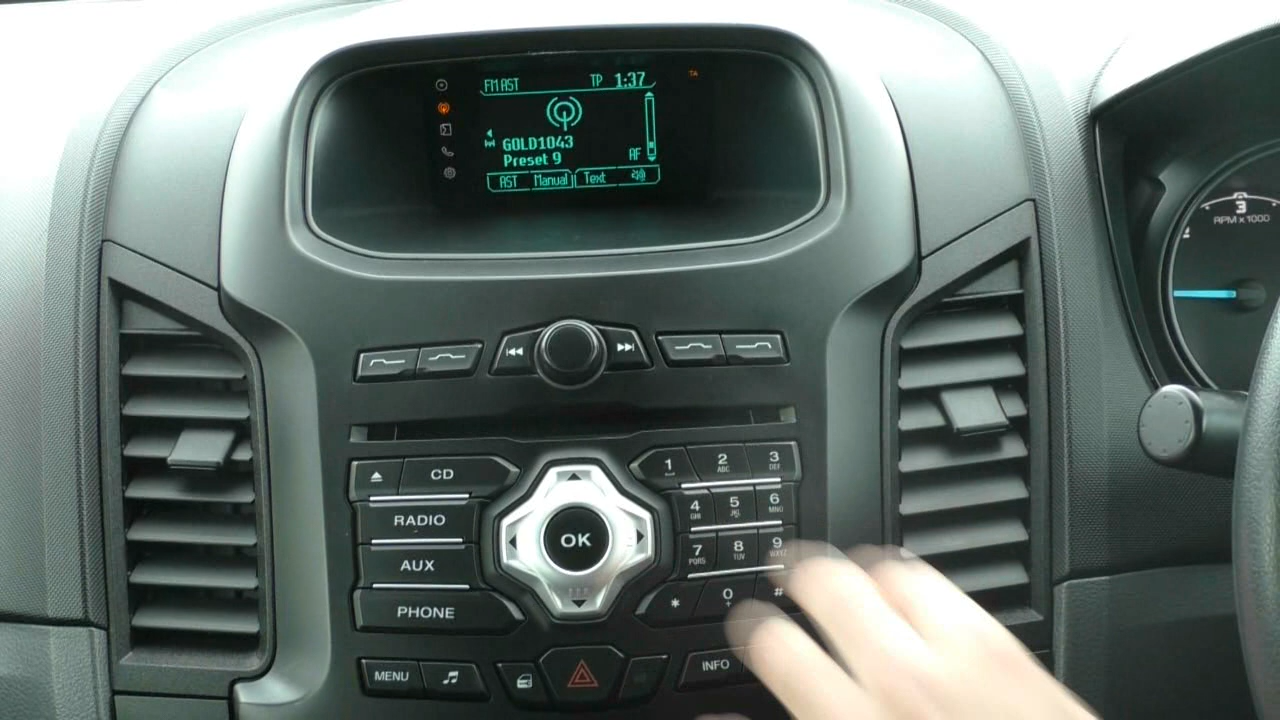 FM AST TP 1:37 TA
GOLD1043
Preset 9 AF
AST Manual Text
3
RPM x 1000
CD
RADIO
AUX
PHONE
OK
1 2 ABC 3 DEF
4 GHI 5 JKL 6 MNO
7 PQRS 8 TUV 9 WXYZ
* 0 + #
MENU
INFO